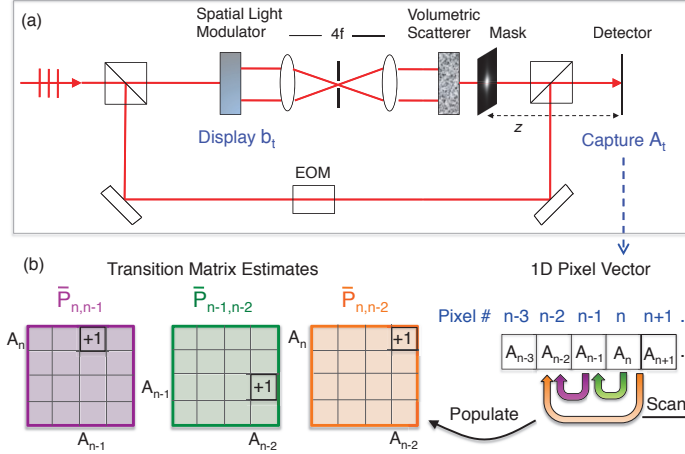 (a)
Spatial Light
Modulator
4f
Volumetric
Scatterer
Mask
Detector
Display b_t
z
Capture A_t
EOM
(b)
Transition Matrix Estimates
1D Pixel Vector
P̄_n,n-1
P̄_n-1,n-2
P̄_n,n-2
Pixel # n-3 n-2 n-1 n n+1 .
A_n +1
A_n-1 +1
A_n +1
A_n-3 A_n-2 A_n-1 A_n A_n+1 .
Scan
Populate
A_n-1
A_n-2
A_n-2